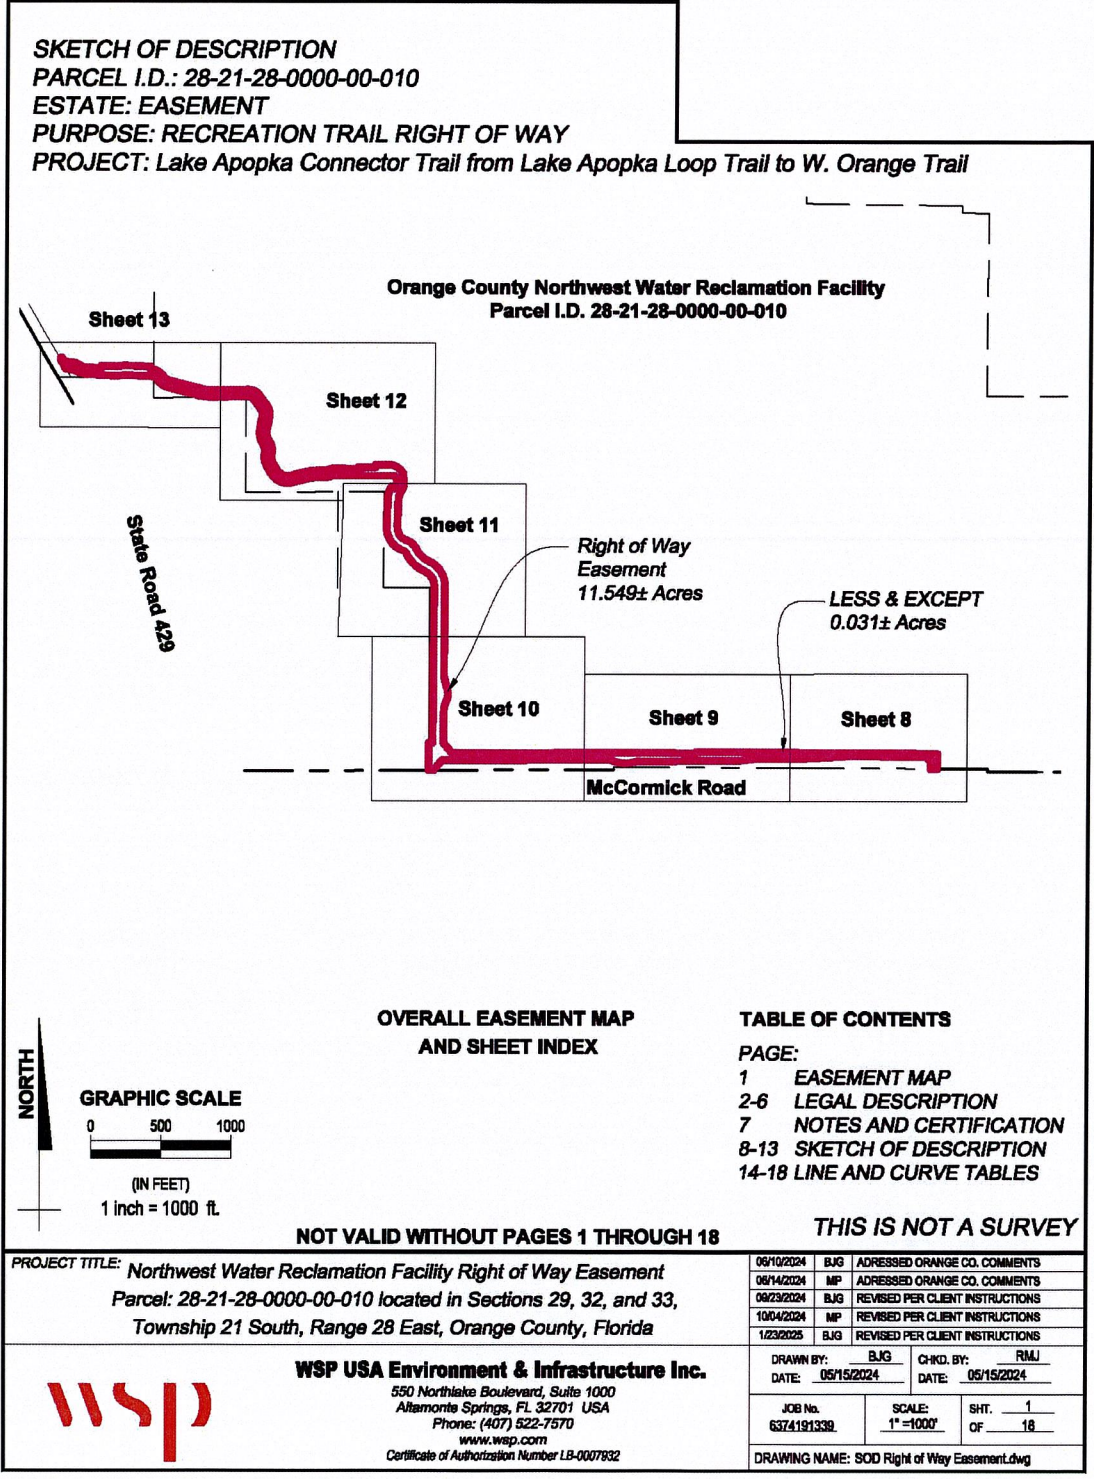 SKETCH OF DESCRIPTION
PARCEL I.D.: 28-21-28-0000-00-010
ESTATE: EASEMENT
PURPOSE: RECREATION TRAIL RIGHT OF WAY
PROJECT: Lake Apopka Connector Trail from Lake Apopka Loop Trail to W. Orange Trail
Orange County Northwest Water Reclamation Facility
Parcel I.D. 28-21-28-0000-00-010
Sheet 13
Sheet 12
Sheet 11
State Road 429
Right of Way
Easement
11.549± Acres
LESS & EXCEPT
0.031± Acres
Sheet 10
Sheet 9
Sheet 8
McCormick Road
OVERALL EASEMENT MAP
AND SHEET INDEX
TABLE OF CONTENTS
PAGE:
1 EASEMENT MAP
2-6 LEGAL DESCRIPTION
7 NOTES AND CERTIFICATION
8-13 SKETCH OF DESCRIPTION
14-18 LINE AND CURVE TABLES
NORTH
GRAPHIC SCALE
0 500 1000
(IN FEET)
1 inch = 1000 ft.
NOT VALID WITHOUT PAGES 1 THROUGH 18
THIS IS NOT A SURVEY
PROJECT TITLE: Northwest Water Reclamation Facility Right of Way Easement
Parcel: 28-21-28-0000-00-010 located in Sections 29, 32, and 33,
Township 21 South, Range 28 East, Orange County, Florida
06/10/2024 BJG ADRESSED ORANGE CO. COMMENTS
06/14/2024 MP ADRESSED ORANGE CO. COMMENTS
09/23/2024 BJG REVISED PER CLIENT INSTRUCTIONS
10/04/2024 MP REVISED PER CLIENT INSTRUCTIONS
1/23/2025 BJG REVISED PER CLIENT INSTRUCTIONS
wsp
WSP USA Environment & Infrastructure Inc.
550 Northlake Boulevard, Suite 1000
Altamonte Springs, FL 32701 USA
Phone: (407) 522-7570
www.wsp.com
Certificate of Authorization Number LB-0007932
DRAWN BY: BJG
DATE: 05/15/2024
CHKD. BY: RMJ
DATE: 05/15/2024
JOB No.
6374191339
SCALE:
1" =1000'
SHT. 1
OF 18
DRAWING NAME: SOD Right of Way Easement.dwg